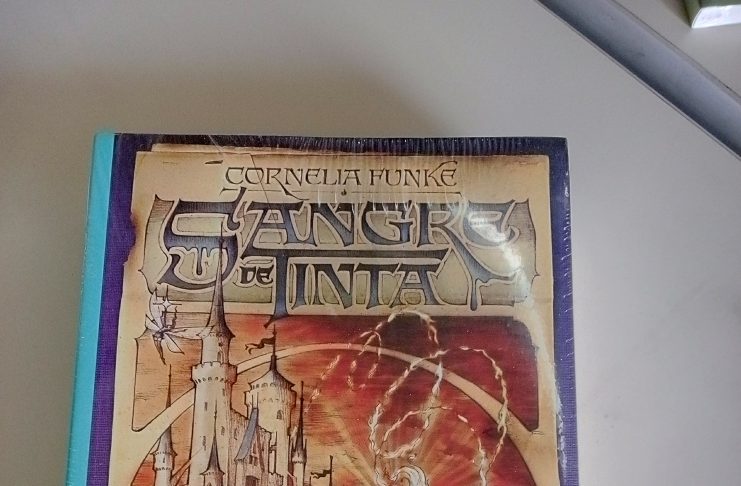 CORNELIA FUNKE
SANGRE
DE TINTA